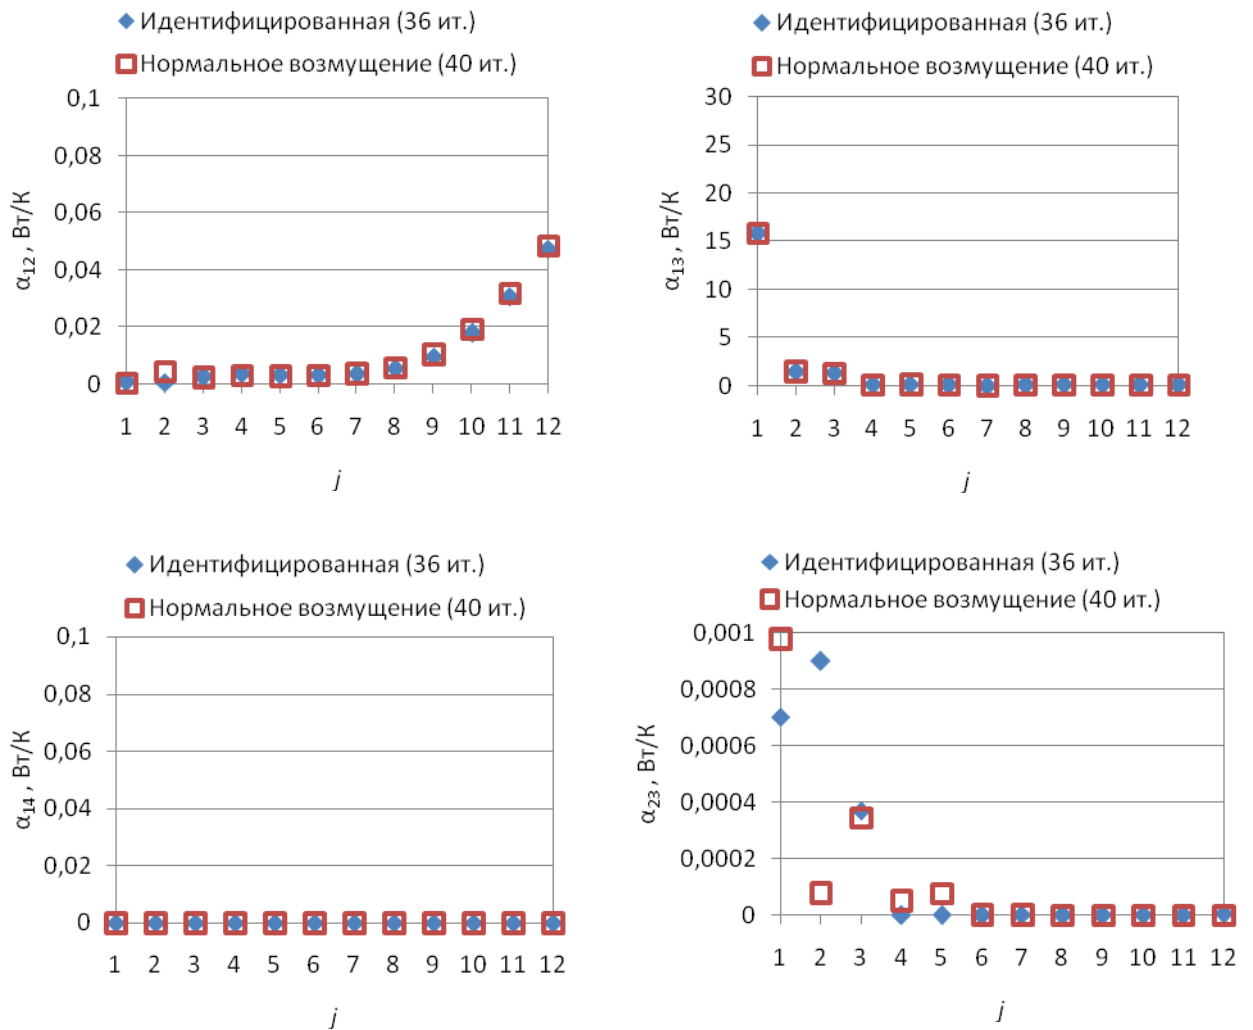 Идентифицированная (36 ит.)
Нормальное возмущение (40 ит.)
0,1
0,08
0,06
0,04
0,02
0
α12 , Вт/К
1 2 3 4 5 6 7 8 9 10 11 12
j
Идентифицированная (36 ит.)
Нормальное возмущение (40 ит.)
30
25
20
15
10
5
0
α13 , Вт/К
1 2 3 4 5 6 7 8 9 10 11 12
j
Идентифицированная (36 ит.)
Нормальное возмущение (40 ит.)
0,1
0,08
0,06
0,04
0,02
0
α14 , Вт/К
1 2 3 4 5 6 7 8 9 10 11 12
j
Идентифицированная (36 ит.)
Нормальное возмущение (40 ит.)
0,001
0,0008
0,0006
0,0004
0,0002
0
α23 , Вт/К
1 2 3 4 5 6 7 8 9 10 11 12
j